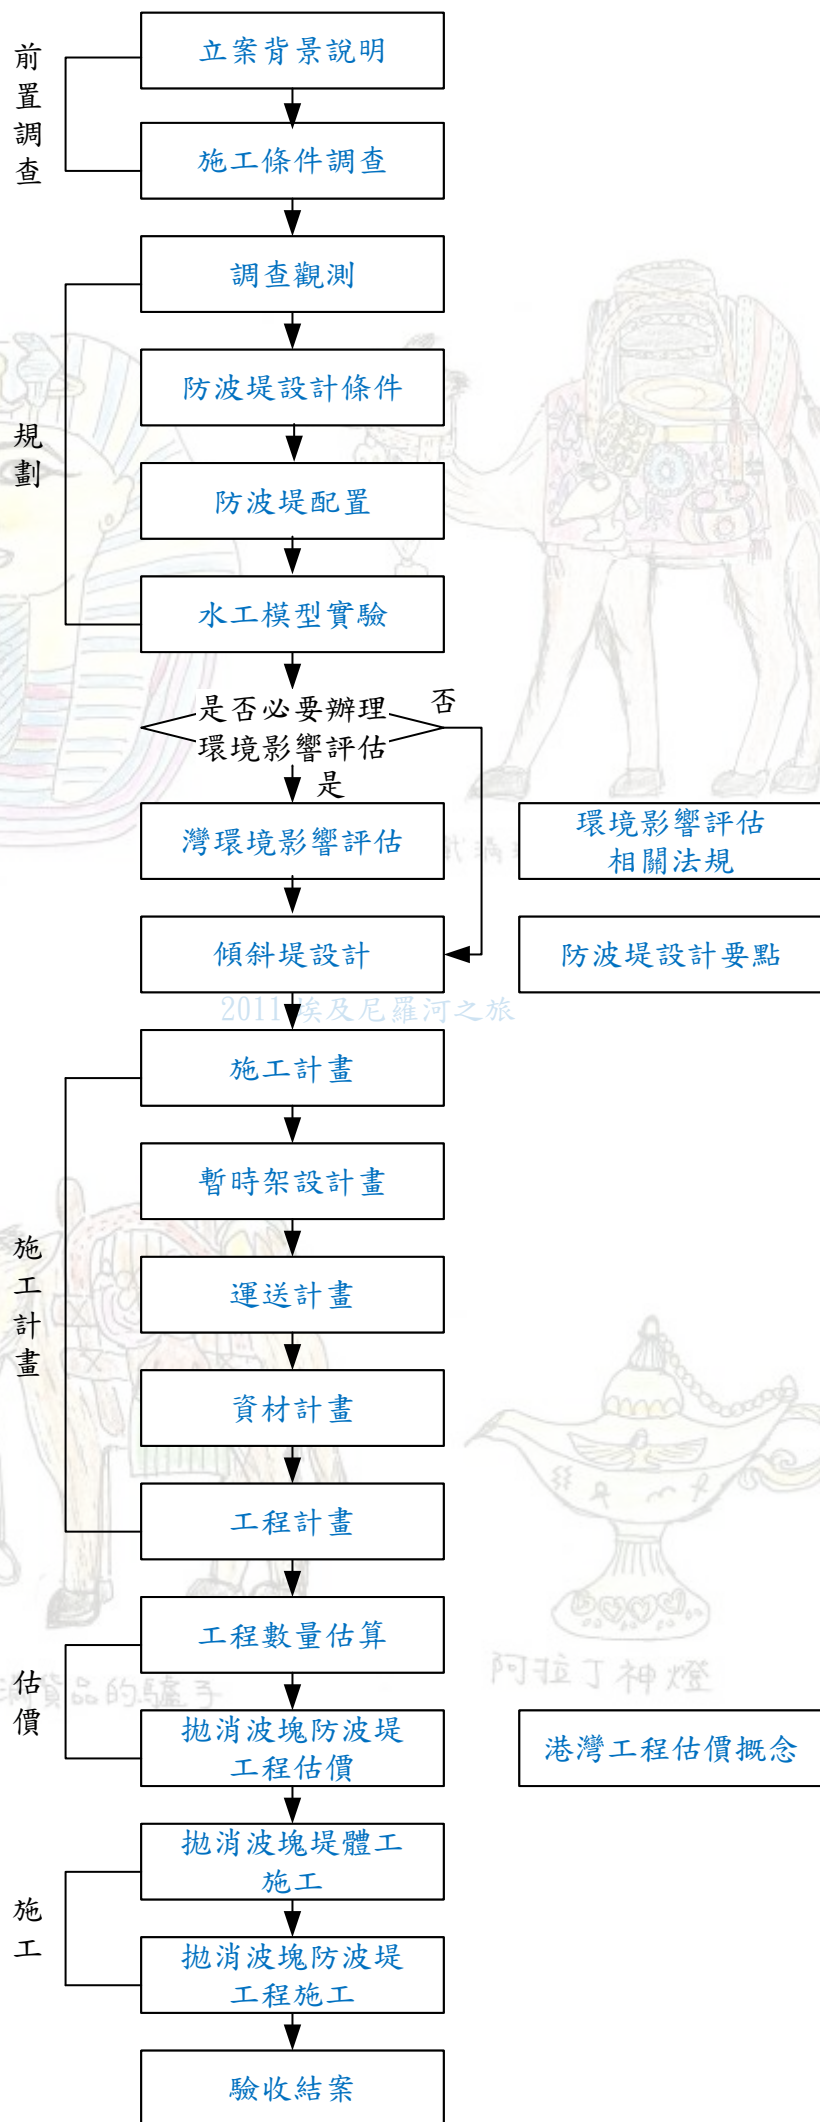 前置調查
立案背景說明
施工條件調查
規劃
調查觀測
防波堤設計條件
防波堤配置
水工模型實驗
是否必要辦理
環境影響評估
否
是
灣環境影響評估
環境影響評估
相關法規
傾斜堤設計
防波堤設計要點
2011 埃及尼羅河之旅
施工計畫
施工計畫
暫時架設計畫
運送計畫
資材計畫
工程計畫
估價
工程數量估算
貨品的驢子
阿拉丁神燈
拋消波塊防波堤
工程估價
港灣工程估價概念
施工
拋消波塊堤體工
施工
拋消波塊防波堤
工程施工
驗收結案